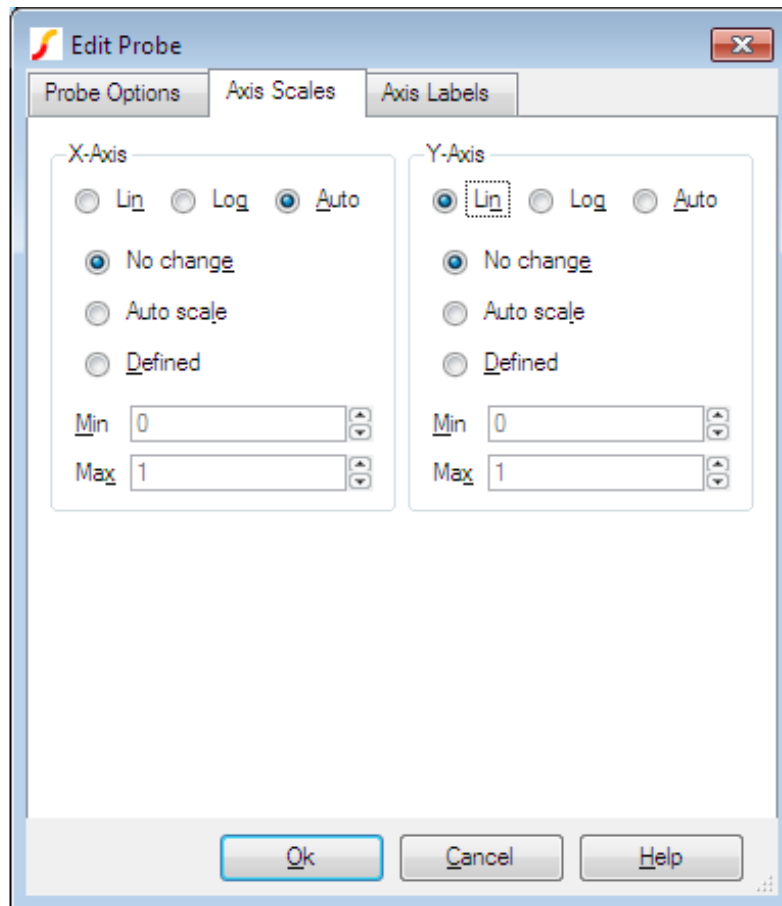 Edit Probe
Probe Options Axis Scales Axis Labels
X-Axis
Lin Log Auto
No change
Auto scale
Defined
Min 0
Max 1
Y-Axis
Lin Log Auto
No change
Auto scale
Defined
Min 0
Max 1
Ok Cancel Help